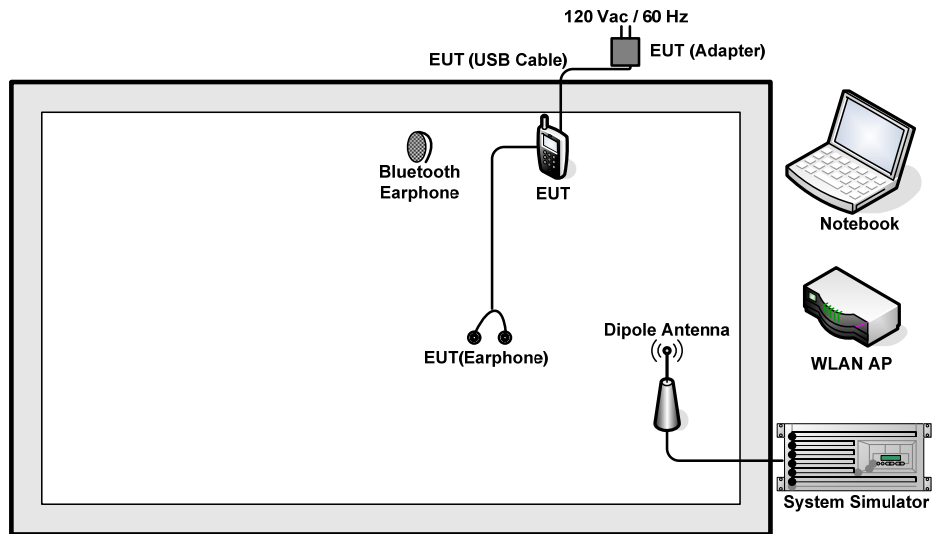 120 Vac / 60 Hz
EUT (Adapter)
EUT (USB Cable)
Bluetooth
Earphone
EUT
Notebook
Dipole Antenna
EUT(Earphone)
WLAN AP
System Simulator